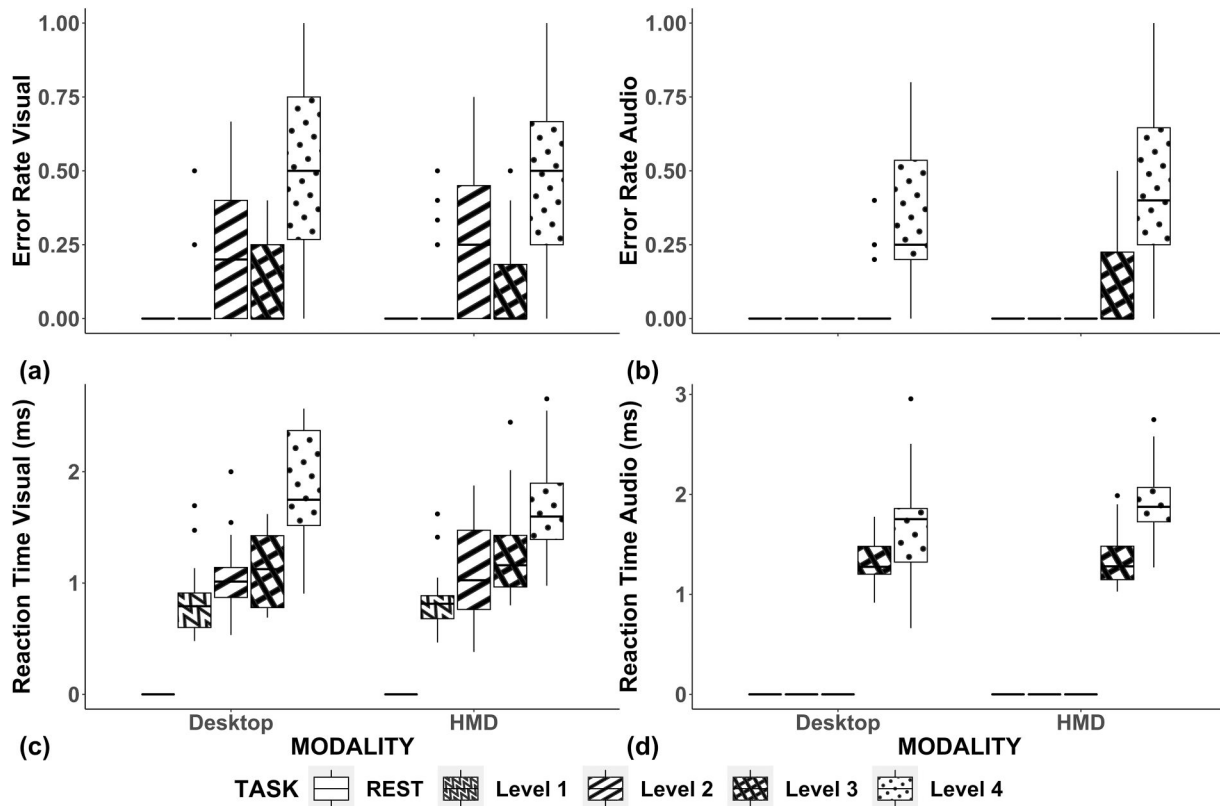 Error Rate Visual
1.00
0.75
0.50
0.25
0.00
(a)
Error Rate Audio
1.00
0.75
0.50
0.25
0.00
(b)
Reaction Time Visual (ms)
2
1
0
Desktop
HMD
MODALITY
(c)
Reaction Time Audio (ms)
3
2
1
0
Desktop
HMD
MODALITY
(d)
TASK REST Level 1 Level 2 Level 3 Level 4